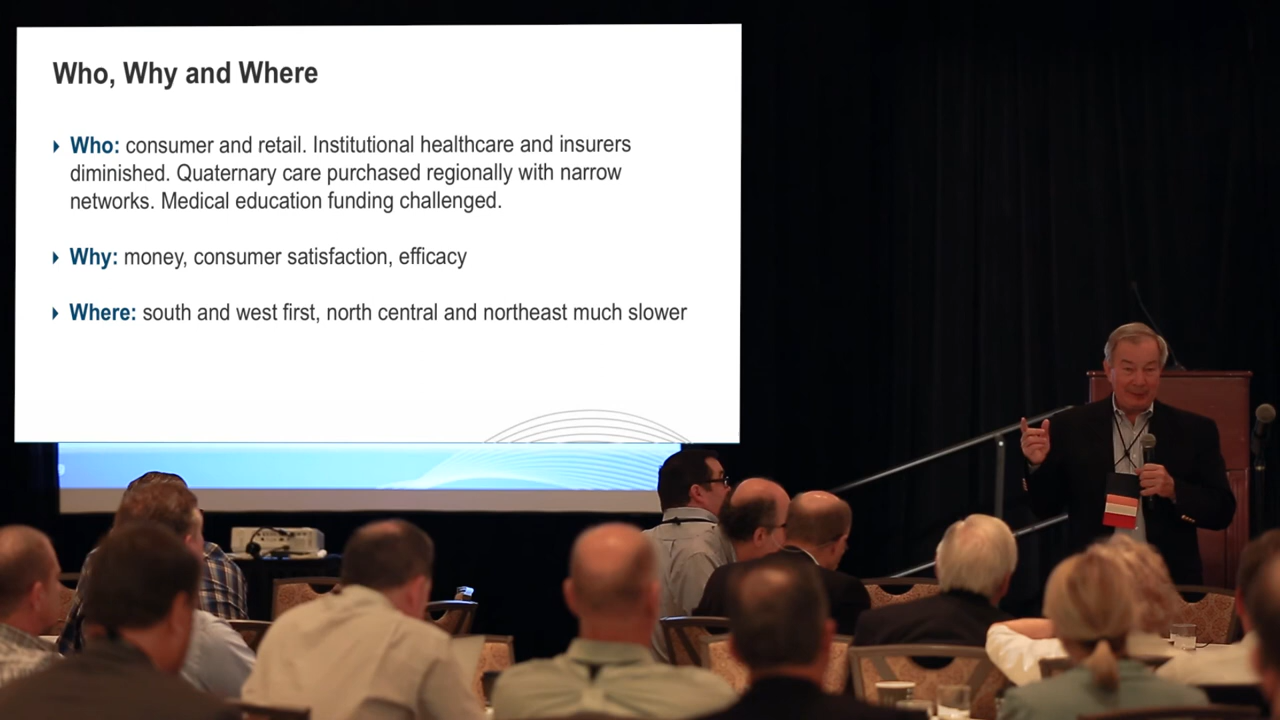 Who, Why and Where
Who: consumer and retail. Institutional healthcare and insurers
diminished. Quaternary care purchased regionally with narrow
networks. Medical education funding challenged.
Why: money, consumer satisfaction, efficacy
Where: south and west first, north central and northeast much slower